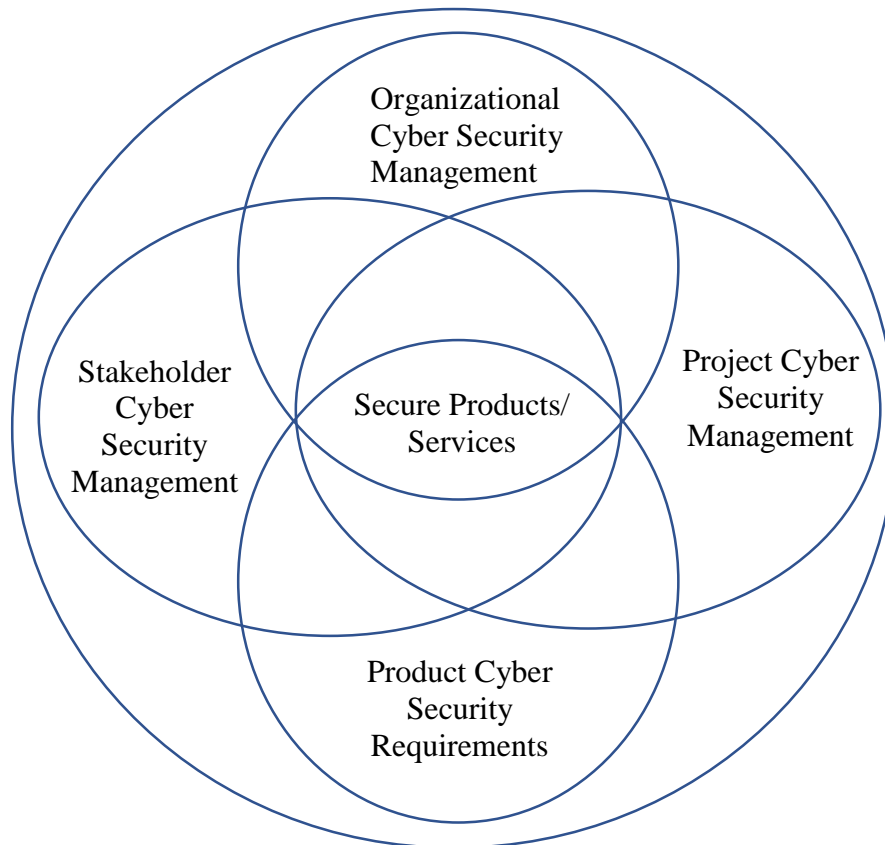 Organizational
Cyber Security
Management
Stakeholder
Cyber
Security
Management
Secure Products/
Services
Project Cyber
Security
Management
Product Cyber
Security
Requirements